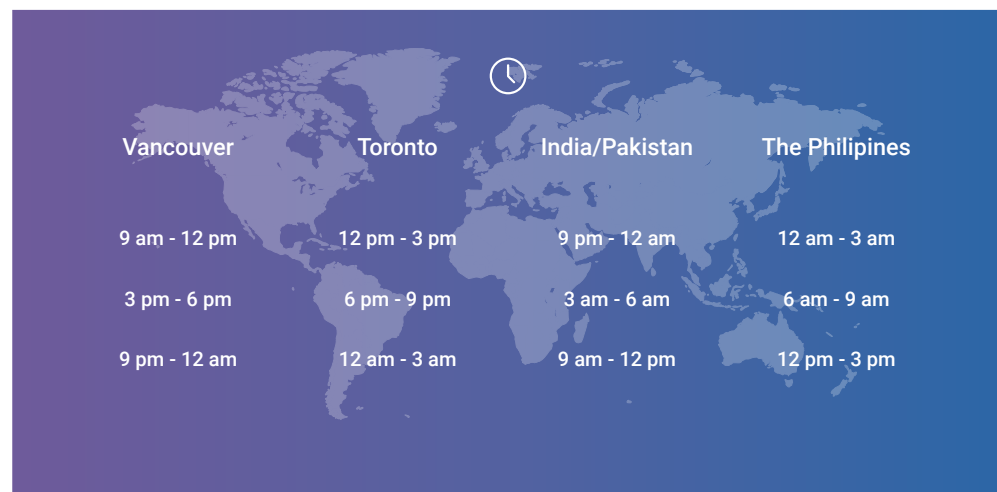 Vancouver Toronto India/Pakistan The Philipines
9 am - 12 pm 12 pm - 3 pm 9 pm - 12 am 12 am - 3 am
3 pm - 6 pm 6 pm - 9 pm 3 am - 6 am 6 am - 9 am
9 pm - 12 am 12 am - 3 am 9 am - 12 pm 12 pm - 3 pm